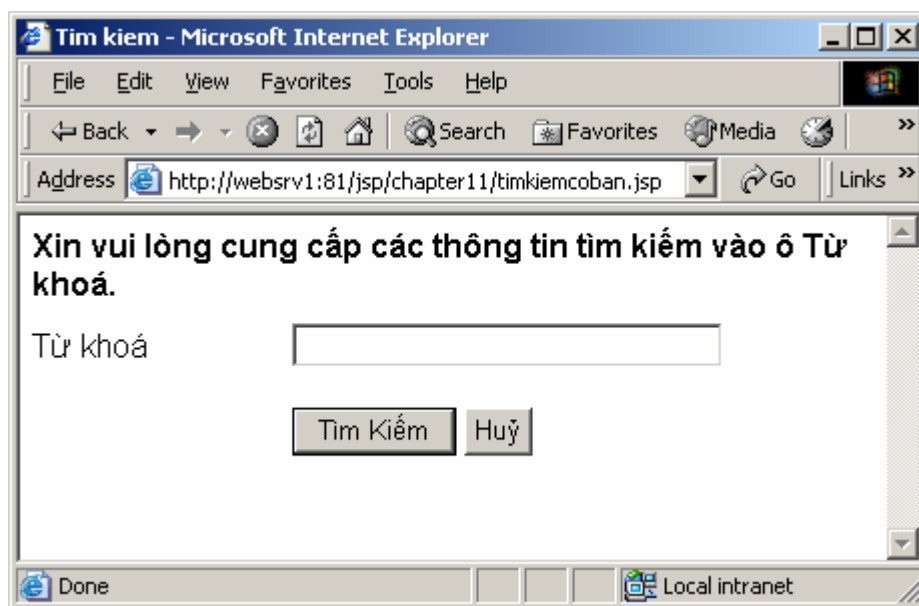 Tim kiem - Microsoft Internet Explorer
File Edit View Favorites Tools Help
Back Search Favorites Media »
Address http://websrv1:81/jsp/chapter11/timkiemcoban.jsp Go Links »
Xin vui lòng cung cấp các thông tin tìm kiếm vào ô Từ
khoá.
Từ khoá
Tìm Kiếm Huỷ
Done Local intranet